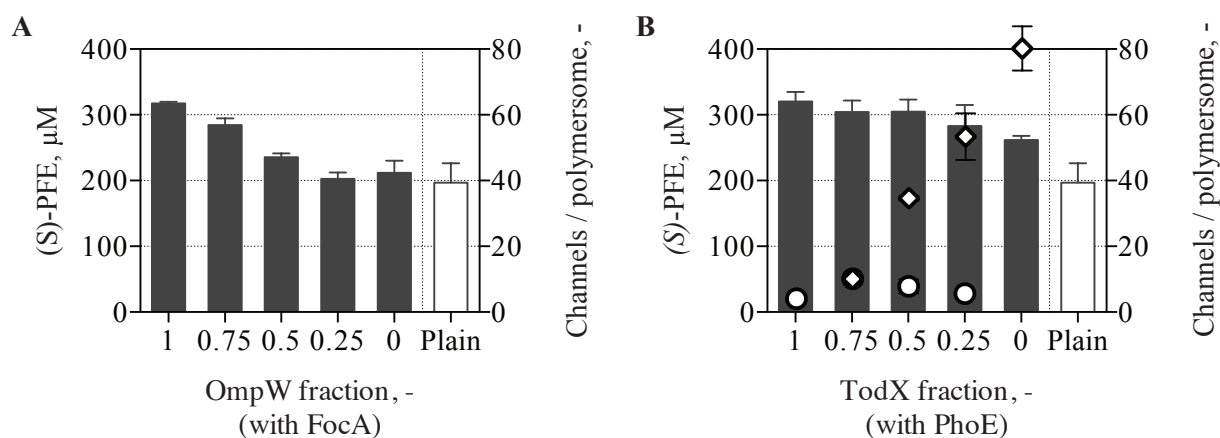 A
(S)-PFE, μM
400
300
200
100
0
80
60
40
20
0
Channels / polymersome, -
1 0.75 0.5 0.25 0 Plain
OmpW fraction, -
(with FocA)
B
(S)-PFE, μM
400
300
200
100
0
80
60
40
20
0
Channels / polymersome, -
1 0.75 0.5 0.25 0 Plain
TodX fraction, -
(with PhoE)